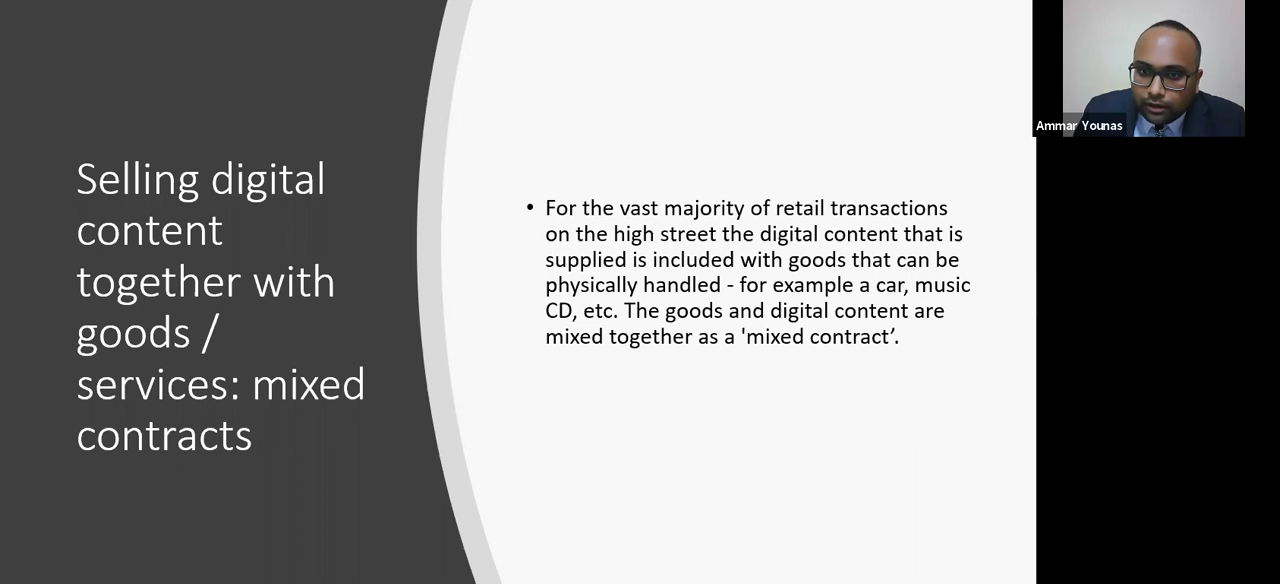 Selling digital
content
together with
goods /
services: mixed
contracts
• For the vast majority of retail transactions
on the high street the digital content that is
supplied is included with goods that can be
physically handled - for example a car, music
CD, etc. The goods and digital content are
mixed together as a 'mixed contract’.
Ammar Younas